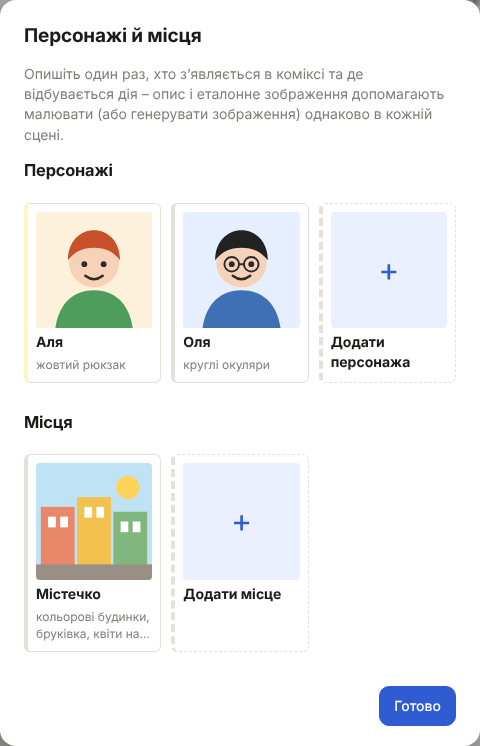 Персонажі й місця
Опишіть один раз, хто з’являється в коміксі та де
відбувається дія – опис і еталонне зображення допомагають
малювати (або генерувати зображення) однаково в кожній
сцені.
Персонажі
Аля
жовтий рюкзак
Оля
круглі окуляри
+
Додати
персонажа
Місця
Містечко
кольорові будинки,
бруківка, квіти на...
+
Додати місце
Готово